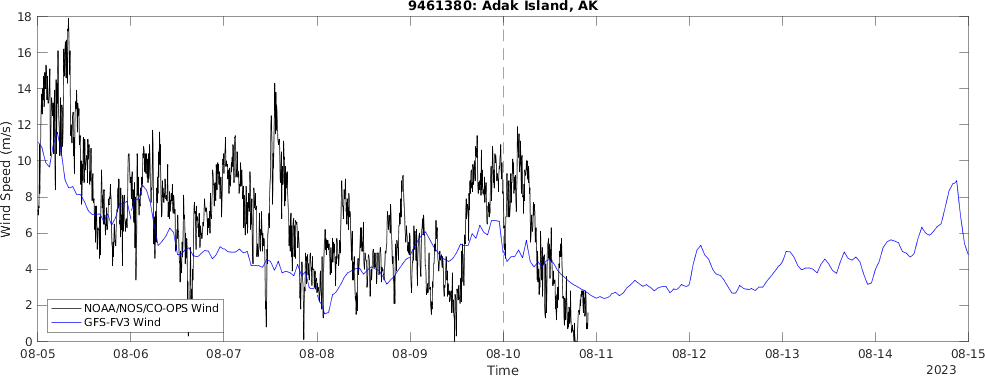 9461380: Adak Island, AK
18
16
14
12
10
8
6
4
2
0
Wind Speed (m/s)
NOAA/NOS/CO-OPS Wind
GFS-FV3 Wind
08-05 08-06 08-07 08-08 08-09 08-10 08-11 08-12 08-13 08-14 08-15
Time
2023